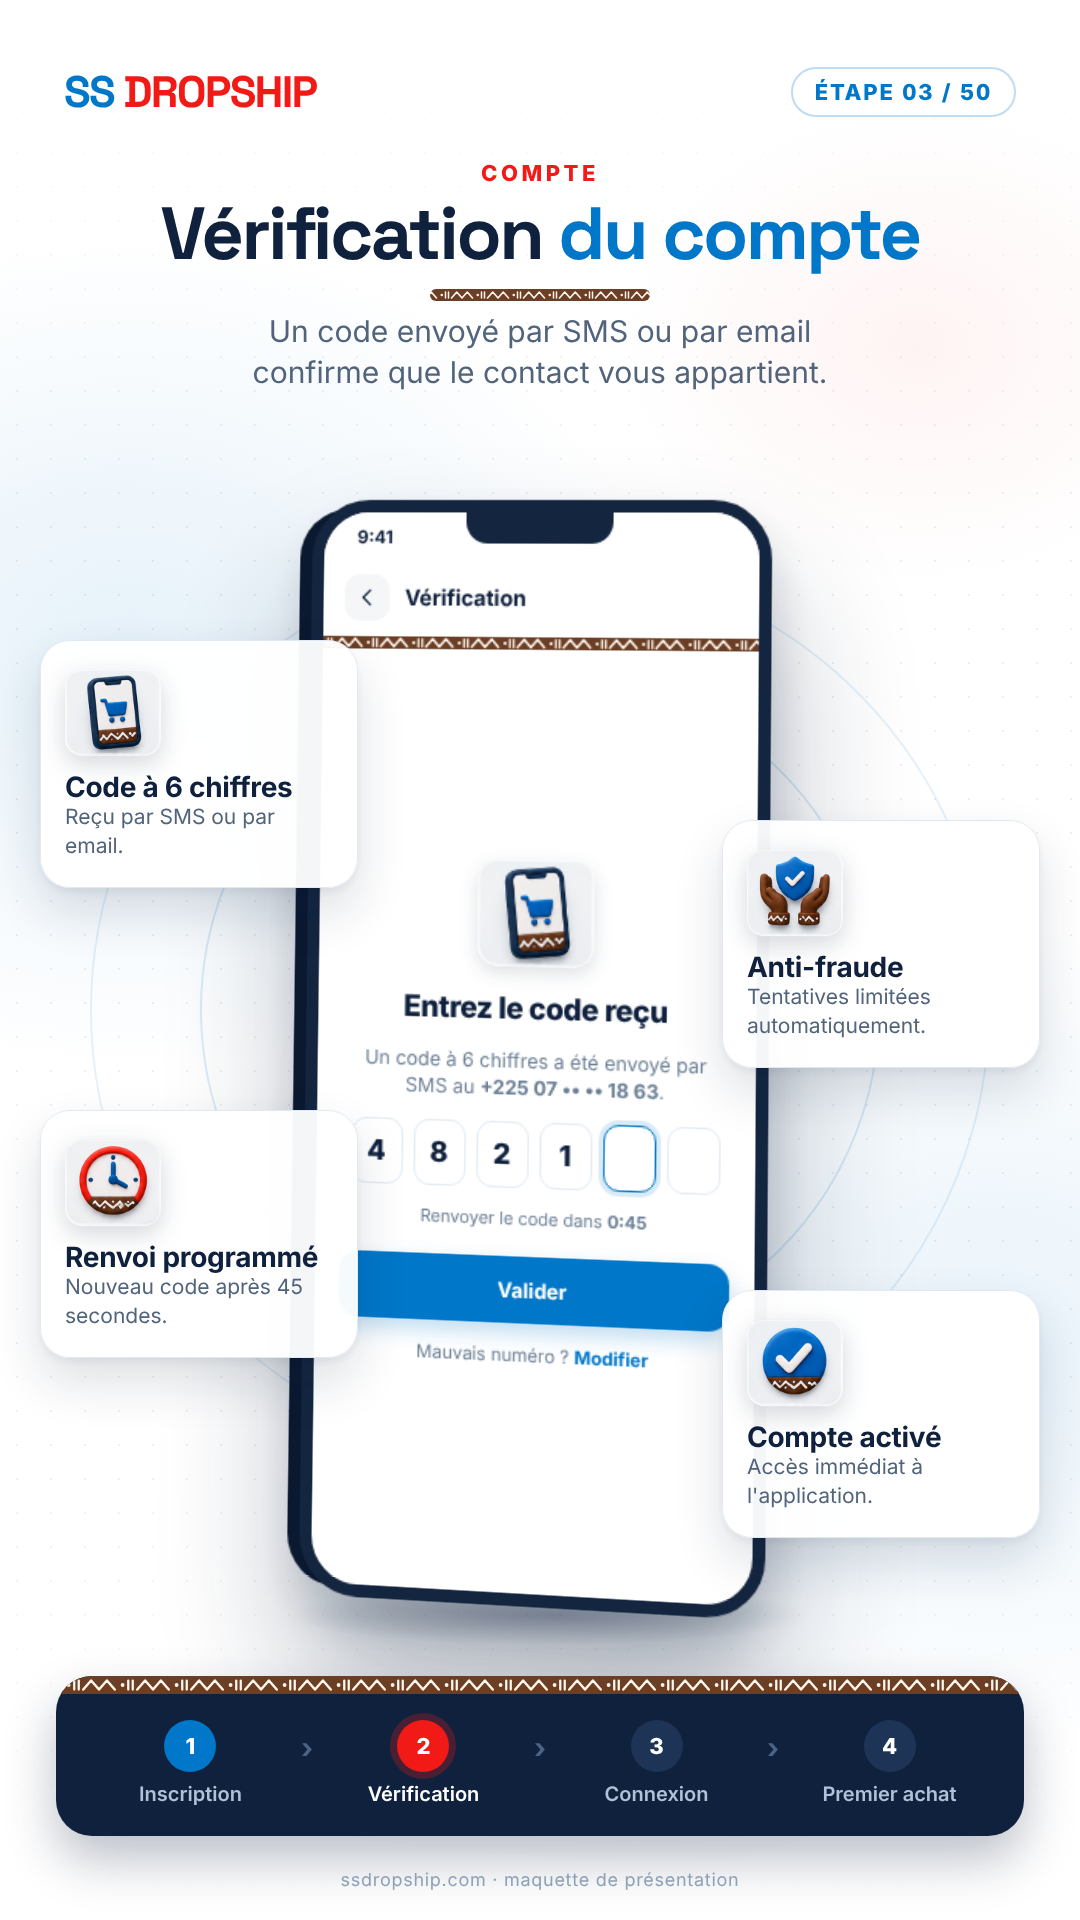 SS DROPSHIP
ÉTAPE 03 / 50
COMPTE
Vérification du compte
Un code envoyé par SMS ou par email
confirme que le contact vous appartient.
9:41
Vérification
Code à 6 chiffres
Reçu par SMS ou par
email.
Anti-fraude
Tentatives limitées
automatiquement.
Entrez le code reçu
Un code à 6 chiffres a été envoyé par
SMS au +225 07 •• •• 18 63.
4 8 2 1
Renvoyer le code dans 0:45
Valider
Mauvais numéro ? Modifier
Renvoi programmé
Nouveau code après 45
secondes.
Compte activé
Accès immédiat à
l'application.
1 › 2 › 3 › 4
Inscription Vérification Connexion Premier achat
ssdropship.com · maquette de présentation